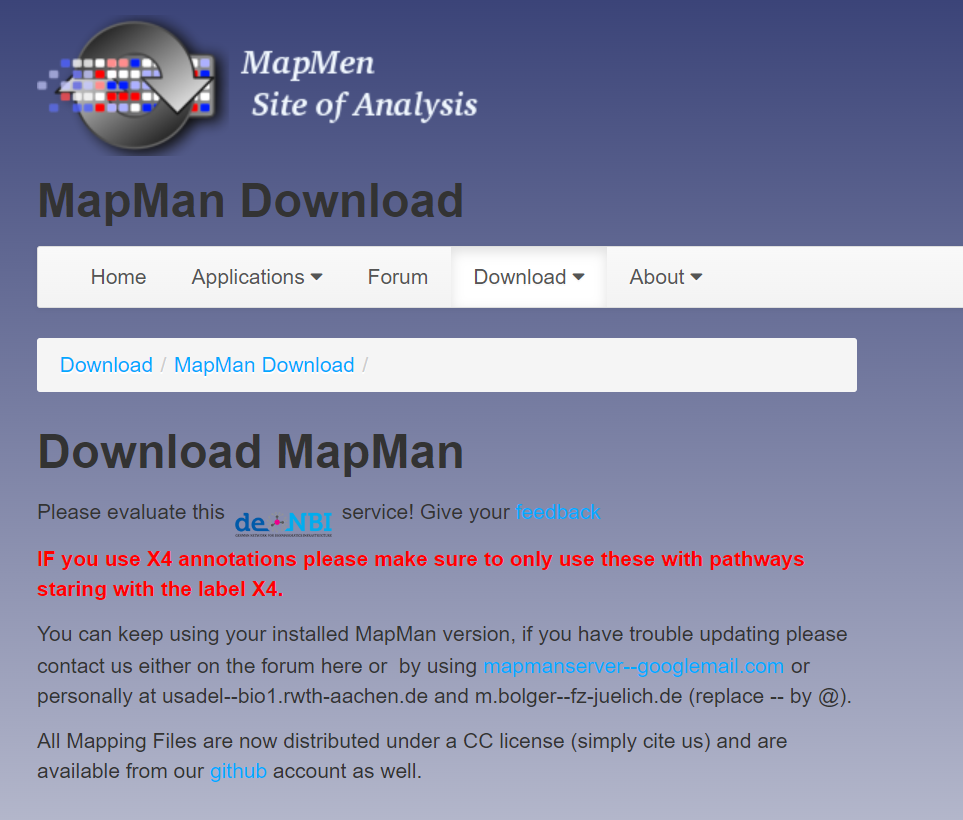 MapMen
Site of Analysis
MapMan Download
Home Applications Forum Download About
Download / MapMan Download /
Download MapMan
Please evaluate this de.NBI service! Give your feedback
IF you use X4 annotations please make sure to only use these with pathways
staring with the label X4.
You can keep using your installed MapMan version, if you have trouble updating please
contact us either on the forum here or by using mapmanserver--googlemail.com or
personally at usadel--bio1.rwth-aachen.de and m.bolger--fz-juelich.de (replace -- by @).
All Mapping Files are now distributed under a CC license (simply cite us) and are
available from our github account as well.